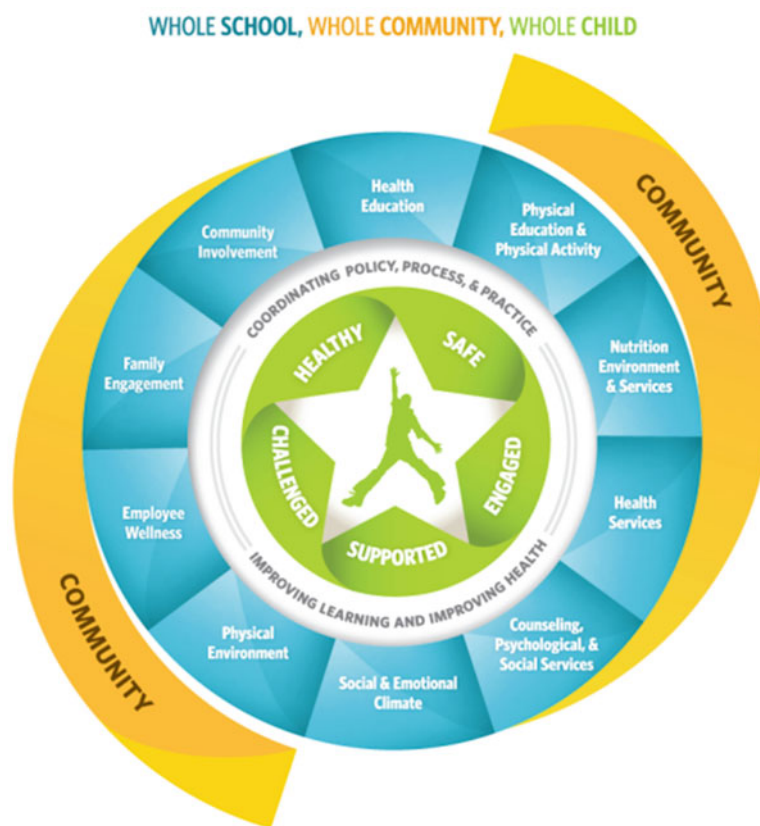 WHOLE SCHOOL, WHOLE COMMUNITY, WHOLE CHILD
COMMUNITY
Health
Education
Physical
Education &
Physical Activity
Nutrition
Environment
& Services
Health
Services
Counseling,
Psychological, &
Social Services
Social & Emotional
Climate
Physical
Environment
Employee
Wellness
Family
Engagement
Community
Involvement
COORDINATING POLICY, PROCESS, & PRACTICE
IMPROVING LEARNING AND IMPROVING HEALTH
HEALTHY
SAFE
ENGAGED
SUPPORTED
CHALLENGED
COMMUNITY